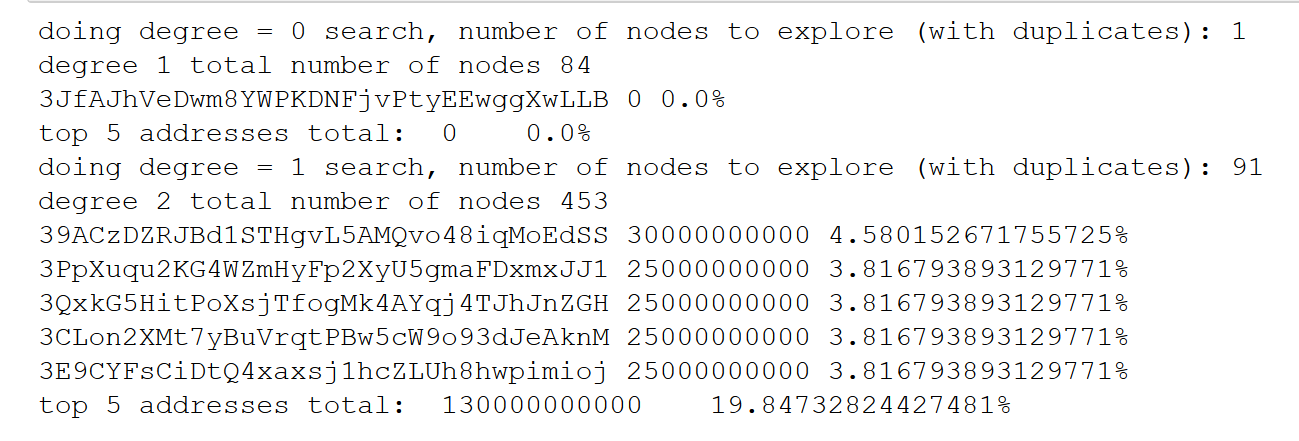 doing degree = 0 search, number of nodes to explore (with duplicates): 1
degree 1 total number of nodes 84
3JfAJhVeDwm8YWPKDNFjvPtyEEwggXwLLB 0 0.0%
top 5 addresses total:  0    0.0%
doing degree = 1 search, number of nodes to explore (with duplicates): 91
degree 2 total number of nodes 453
39ACzDZRJBd1STHgvL5AMQvo48iqMoEdSS 30000000000 4.580152671755725%
3PpXuqu2KG4WZmHyFp2XyU5gmaFDxmxJJ1 25000000000 3.816793893129771%
3QxkG5HitPoXsjTfogMk4AYqj4TJhJnZGH 25000000000 3.816793893129771%
3CLon2XMt7yBuVrqtPBw5cW9o93dJeAknM 25000000000 3.816793893129771%
3E9CYFsCiDtQ4xaxsj1hcZLUh8hwpimioj 25000000000 3.816793893129771%
top 5 addresses total:  130000000000    19.84732824427481%